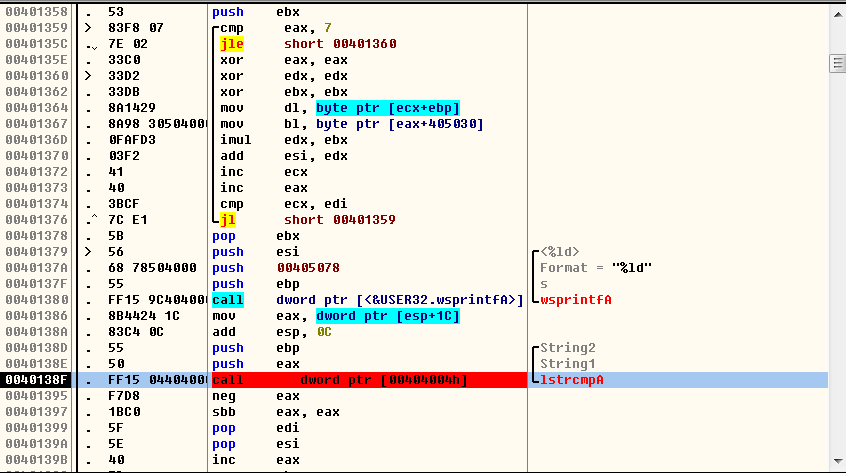 00401358 . 53 push ebx
00401359 > 83F8 07 cmp eax, 7
0040135C .v 7E 02 jle short 00401360
0040135E . 33C0 xor eax, eax
00401360 > 33D2 xor edx, edx
00401362 . 33DB xor ebx, ebx
00401364 . 8A1429 mov dl, byte ptr [ecx+ebp]
00401367 . 8A98 30504000 mov bl, byte ptr [eax+405030]
0040136D . 0FAFD3 imul edx, ebx
00401370 . 03F2 add esi, edx
00401372 . 41 inc ecx
00401373 . 40 inc eax
00401374 . 3BCF cmp ecx, edi
00401376 .^ 7C E1 jl short 00401359
00401378 . 5B pop ebx
00401379 > 56 push esi <%ld>
0040137A . 68 78504000 push 00405078 Format = "%ld"
0040137F . 55 push ebp s
00401380 . FF15 9C40400 call dword ptr [<&USER32.wsprintfA>] wsprintfA
00401386 . 8B4424 1C mov eax, dword ptr [esp+1C]
0040138A . 83C4 0C add esp, 0C
0040138D . 55 push ebp String2
0040138E . 50 push eax String1
0040138F . FF15 0440400 call dword ptr [00404004h] lstrcmpA
00401395 . F7D8 neg eax
00401397 . 1BC0 sbb eax, eax
00401399 . 5F pop edi
0040139A . 5E pop esi
0040139B . 40 inc eax